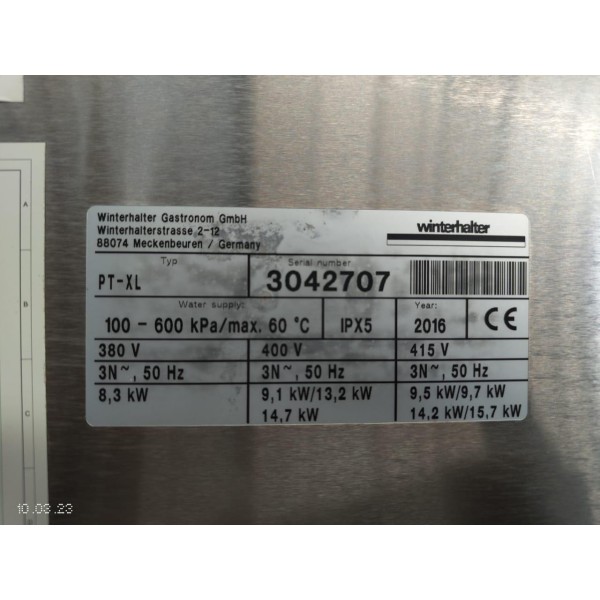 Winterhalter Gastronom GmbH
Winterhalterstrasse 2-12
88074 Meckenbeuren / Germany
winterhalter
Typ
PT-XL
Serial number
3042707
Water supply:
100 - 600 kPa/max. 60 °C
IPX5
Year:
2016
CE
380 V
400 V
415 V
3N~, 50 Hz
3N~, 50 Hz
3N~, 50 Hz
8,3 kW
9,1 kW/13,2 kW
9,5 kW/9,7 kW
14,7 kW
14,2 kW/15,7 kW
A
B
C
10.03.23